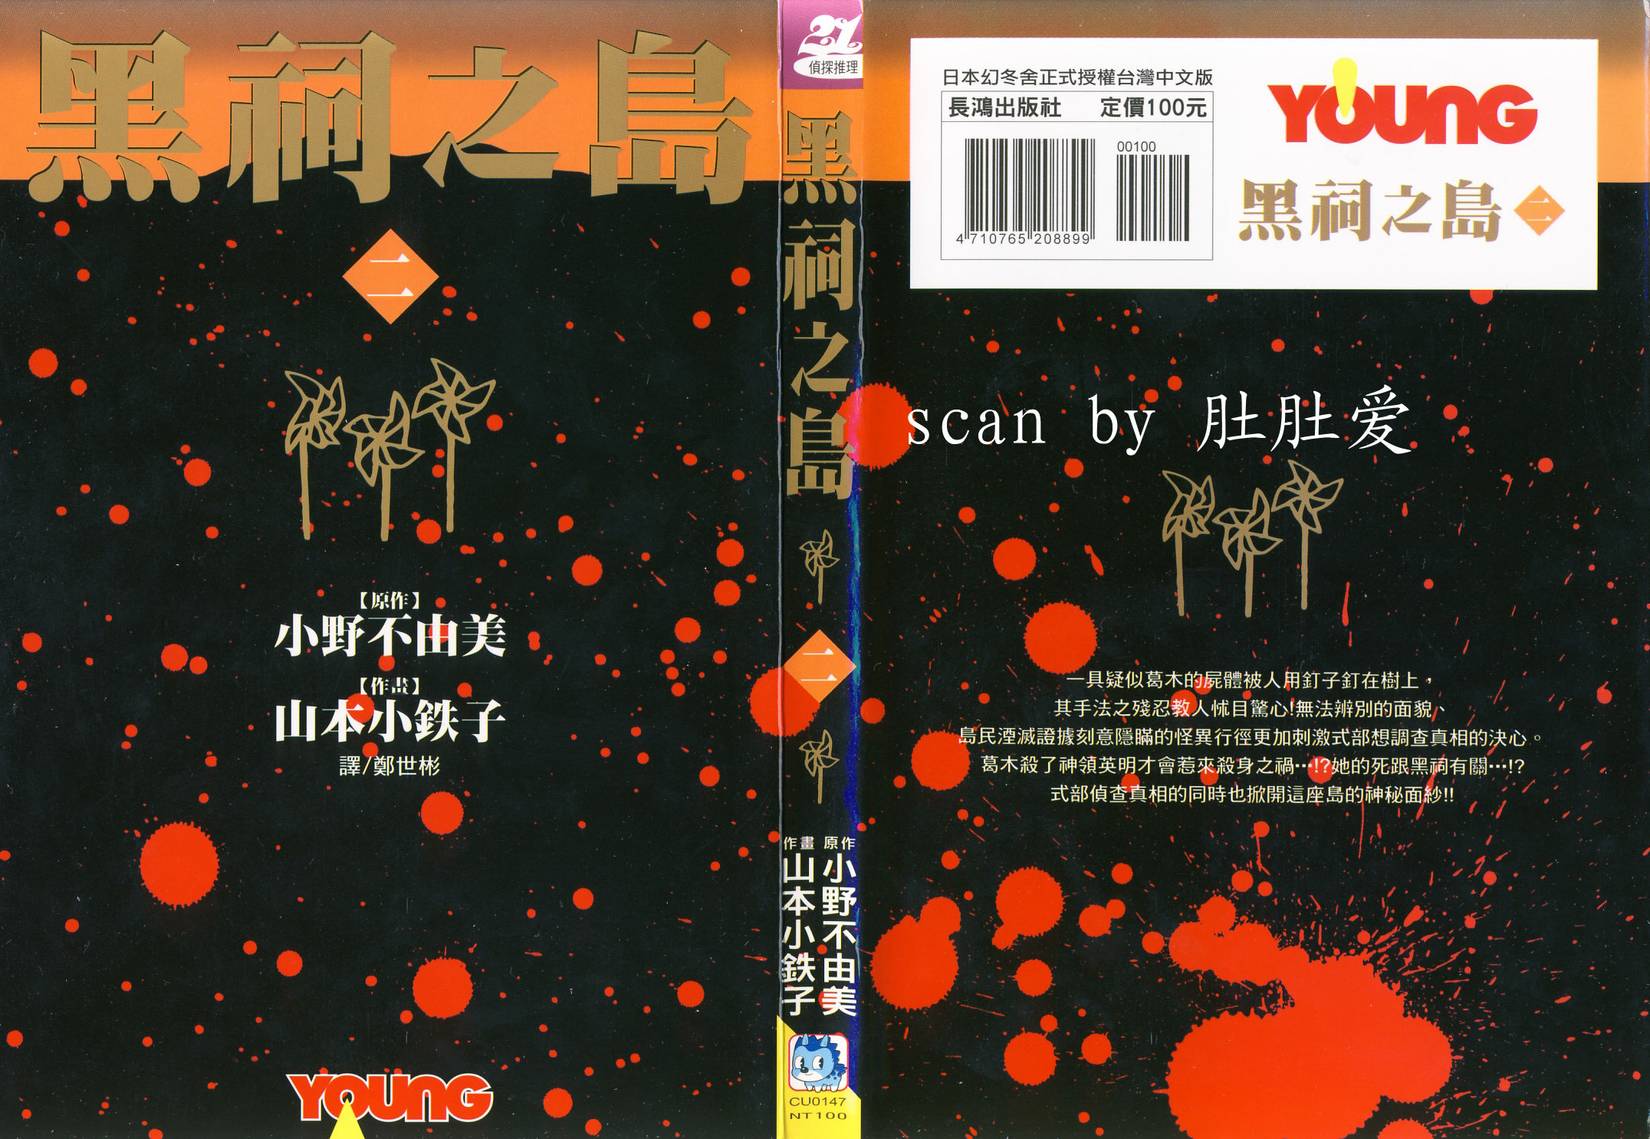 黑祠之島
二
【原作】
小野不由美
【作畫】
山本小鉄子
譯/鄭世彬
YOUNG
21
偵探推理
黑祠之島
二
原作
小野不由美
作畫
山本小鉄子
CU0147
NT100
日本幻冬舍正式授權台灣中文版
長鴻出版社 定價100元
00100
4 710765 208899
YOUNG
黑祠之島 二
scan by 肚肚爱
一具疑似葛木的屍體被人用釘子釘在樹上，
其手法之殘忍教人怵目驚心!無法辨別的面貌、
島民湮滅證據刻意隱瞞的怪異行徑更加刺激式部想調查真相的決心。
葛木殺了神領英明才會惹來殺身之禍…!?她的死跟黑祠有關…!?
式部偵查真相的同時也掀開這座島的神秘面紗!!